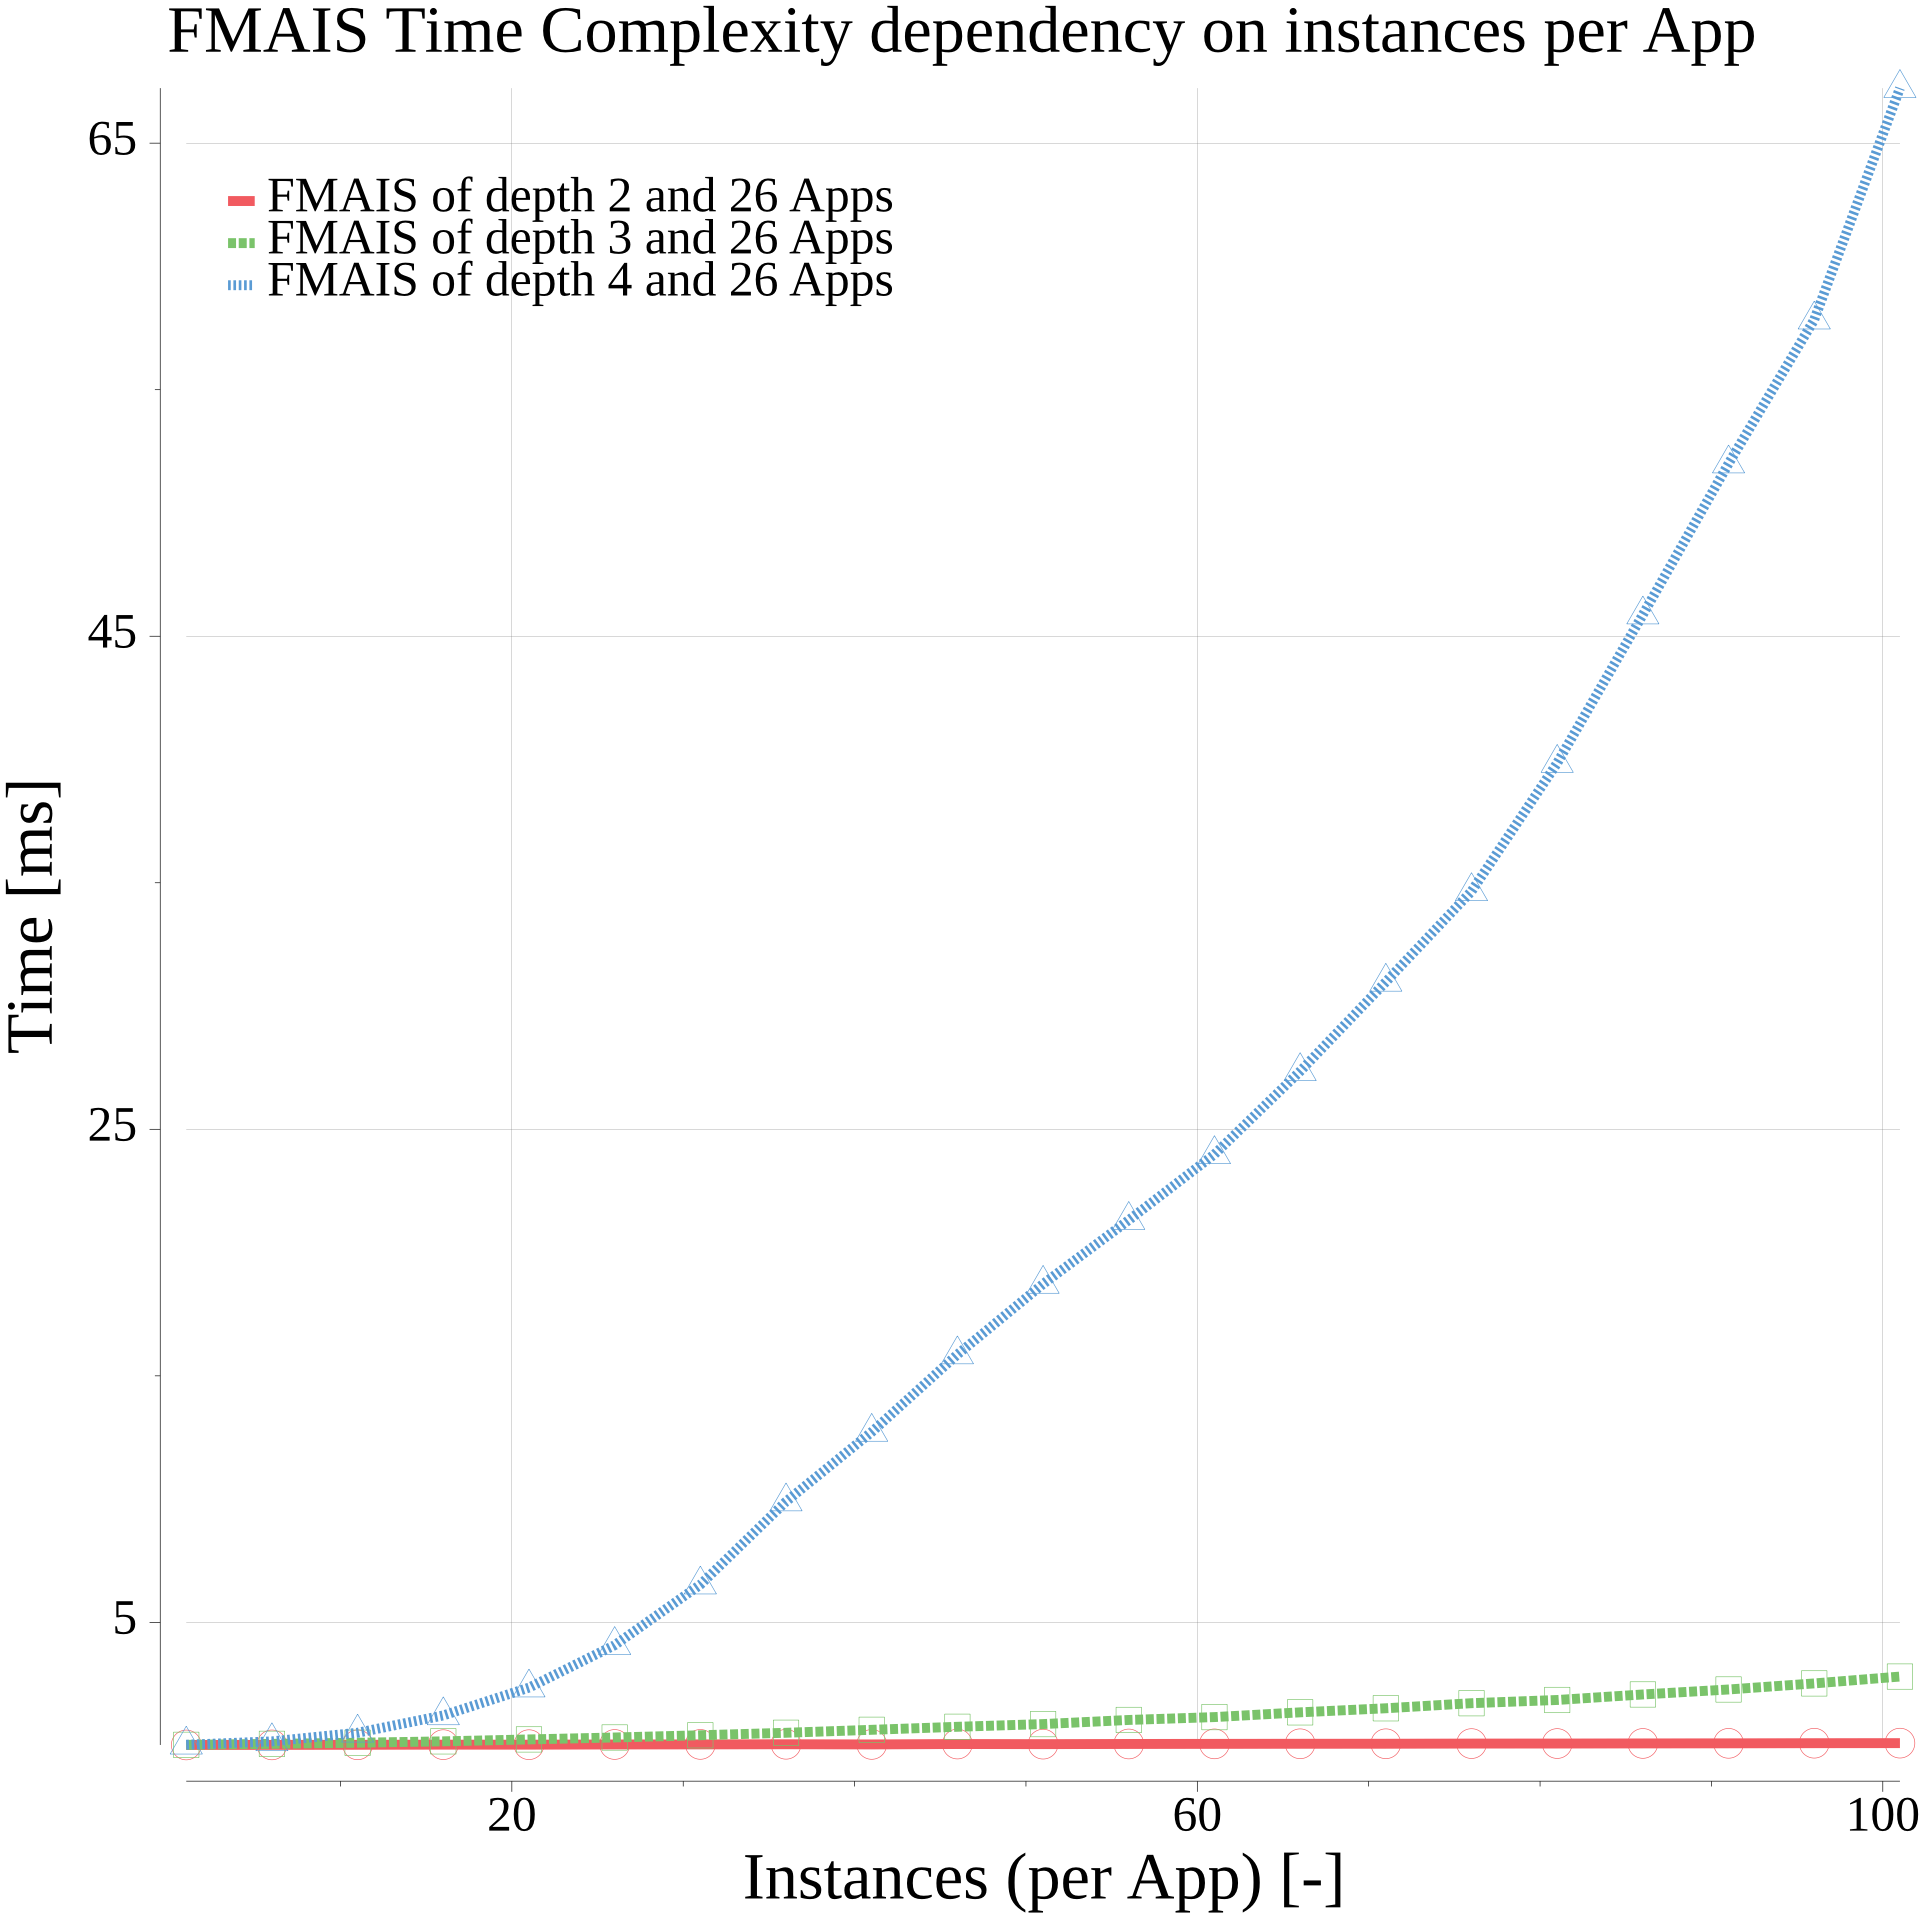 FMAIS Time Complexity dependency on instances per App
65
FMAIS of depth 2 and 26 Apps
FMAIS of depth 3 and 26 Apps
FMAIS of depth 4 and 26 Apps
45
Time [ms]
25
5
20 60 100
Instances (per App) [-]